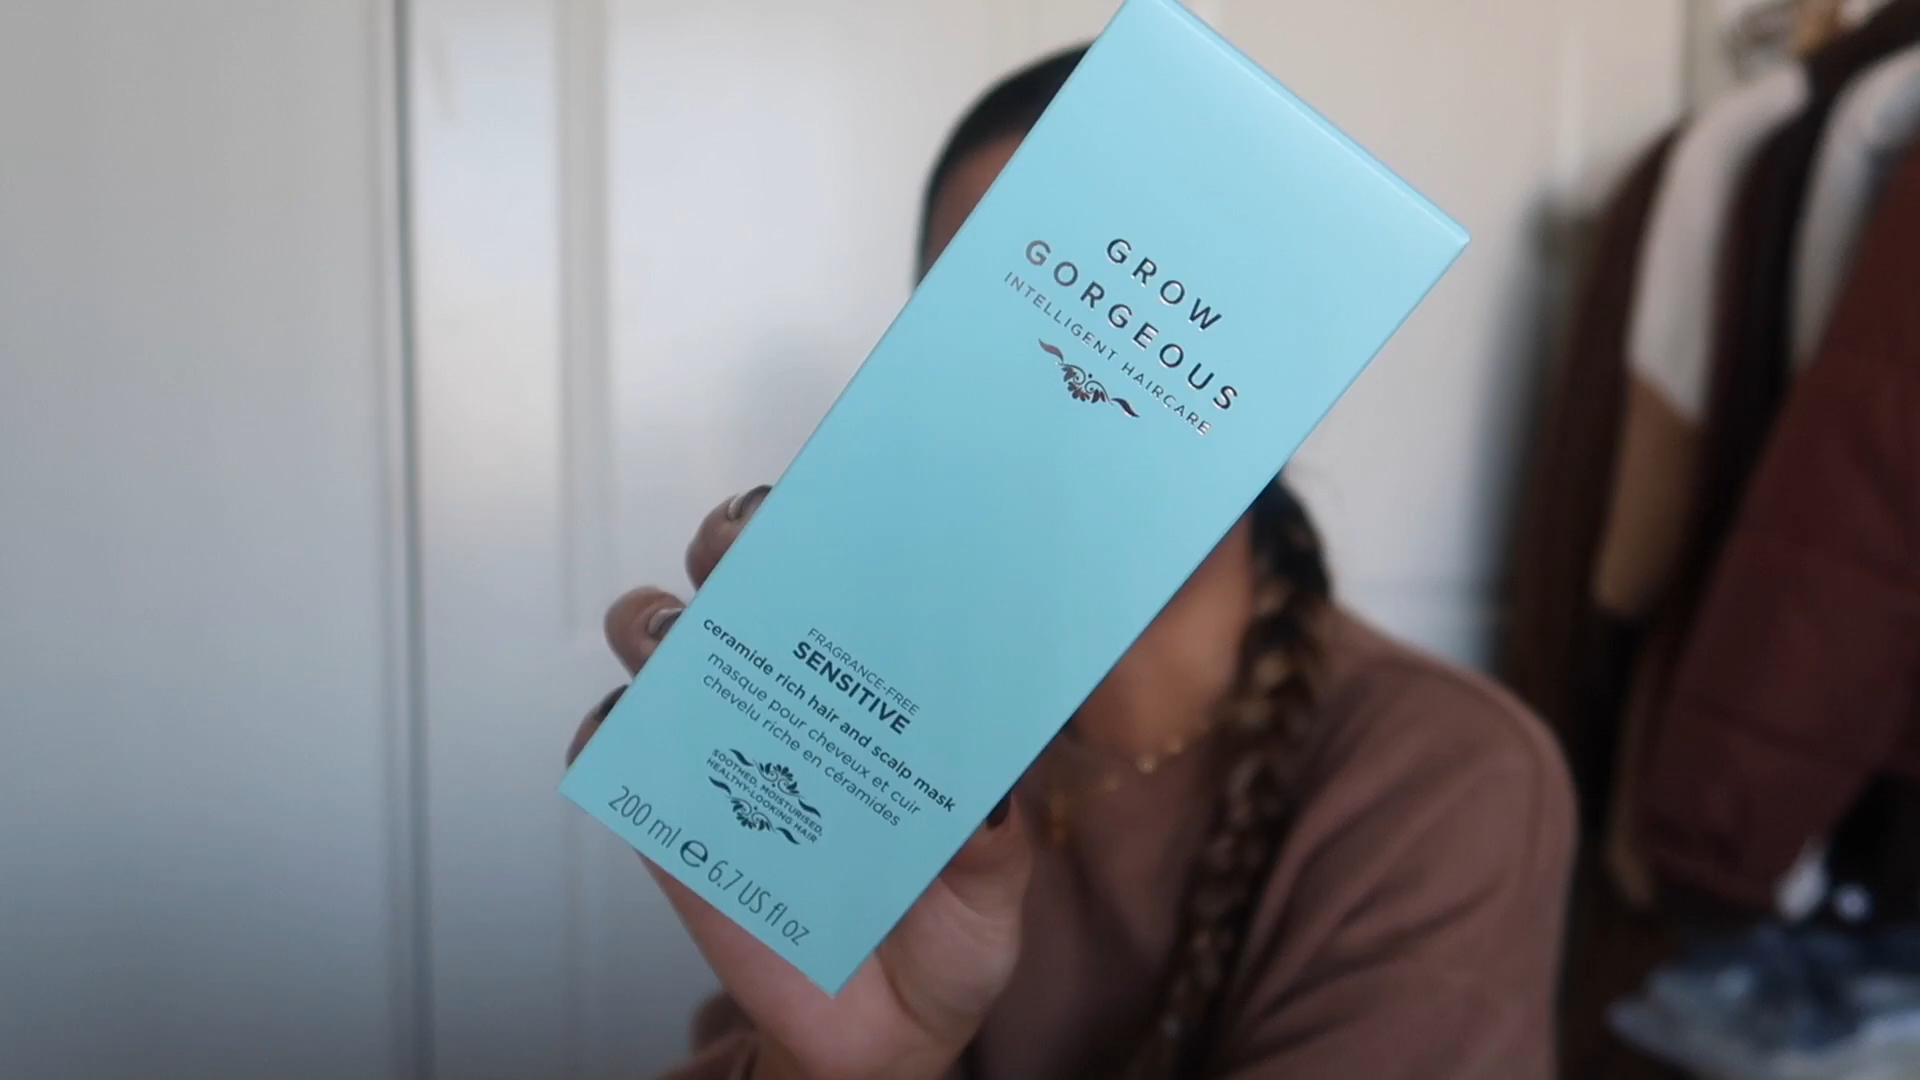 GROW
GORGEOUS
INTELLIGENT HAIRCARE
FRAGRANCE-FREE
SENSITIVE
ceramide rich hair and scalp mask
masque pour cheveux et cuir
chevelu riche en céramides
SOOTHED, MOISTURISED,
HEALTHY-LOOKING HAIR
200 ml e 6.7 US fl oz